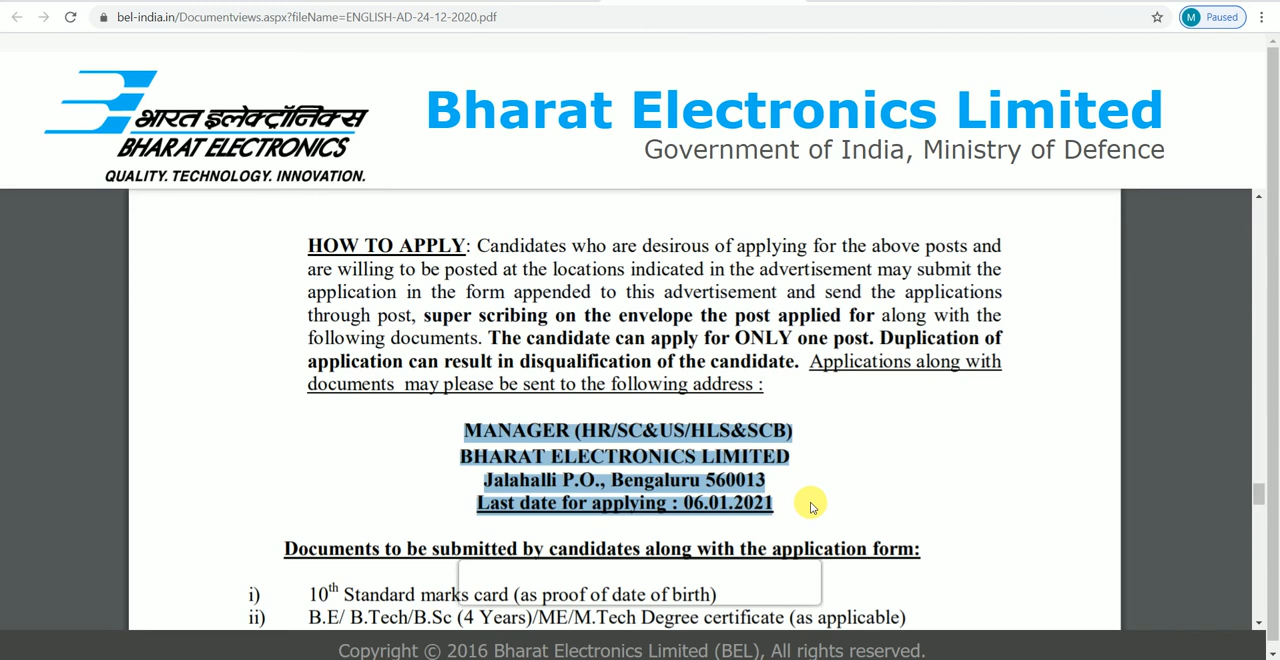 bel-india.in/Documentviews.aspx?fileName=ENGLISH-AD-24-12-2020.pdf
M Paused
भारत इलेक्ट्रॉनिक्स
BHARAT ELECTRONICS
QUALITY. TECHNOLOGY. INNOVATION.
Bharat Electronics Limited
Government of India, Ministry of Defence
HOW TO APPLY: Candidates who are desirous of applying for the above posts and
are willing to be posted at the locations indicated in the advertisement may submit the
application in the form appended to this advertisement and send the applications
through post, super scribing on the envelope the post applied for along with the
following documents. The candidate can apply for ONLY one post. Duplication of
application can result in disqualification of the candidate. Applications along with
documents may please be sent to the following address :
MANAGER (HR/SC&US/HLS&SCB)
BHARAT ELECTRONICS LIMITED
Jalahalli P.O., Bengaluru 560013
Last date for applying : 06.01.2021
Documents to be submitted by candidates along with the application form:
i) 10th Standard marks card (as proof of date of birth)
ii) B.E/ B.Tech/B.Sc (4 Years)/ME/M.Tech Degree certificate (as applicable)
Copyright © 2016 Bharat Electronics Limited (BEL), All rights reserved.